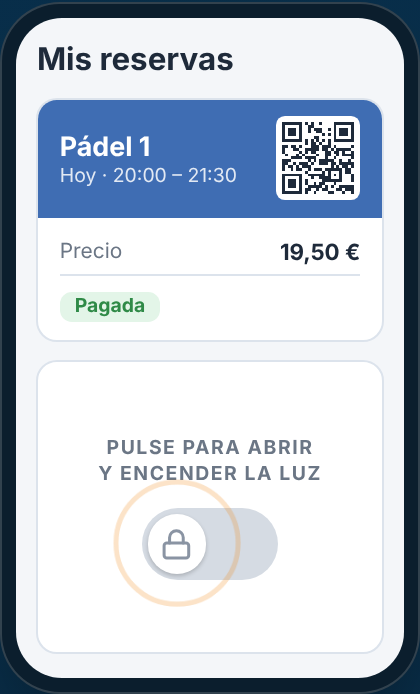 Mis reservas
Pádel 1
Hoy · 20:00 – 21:30
Precio 19,50 €
Pagada
PULSE PARA ABRIR
Y ENCENDER LA LUZ